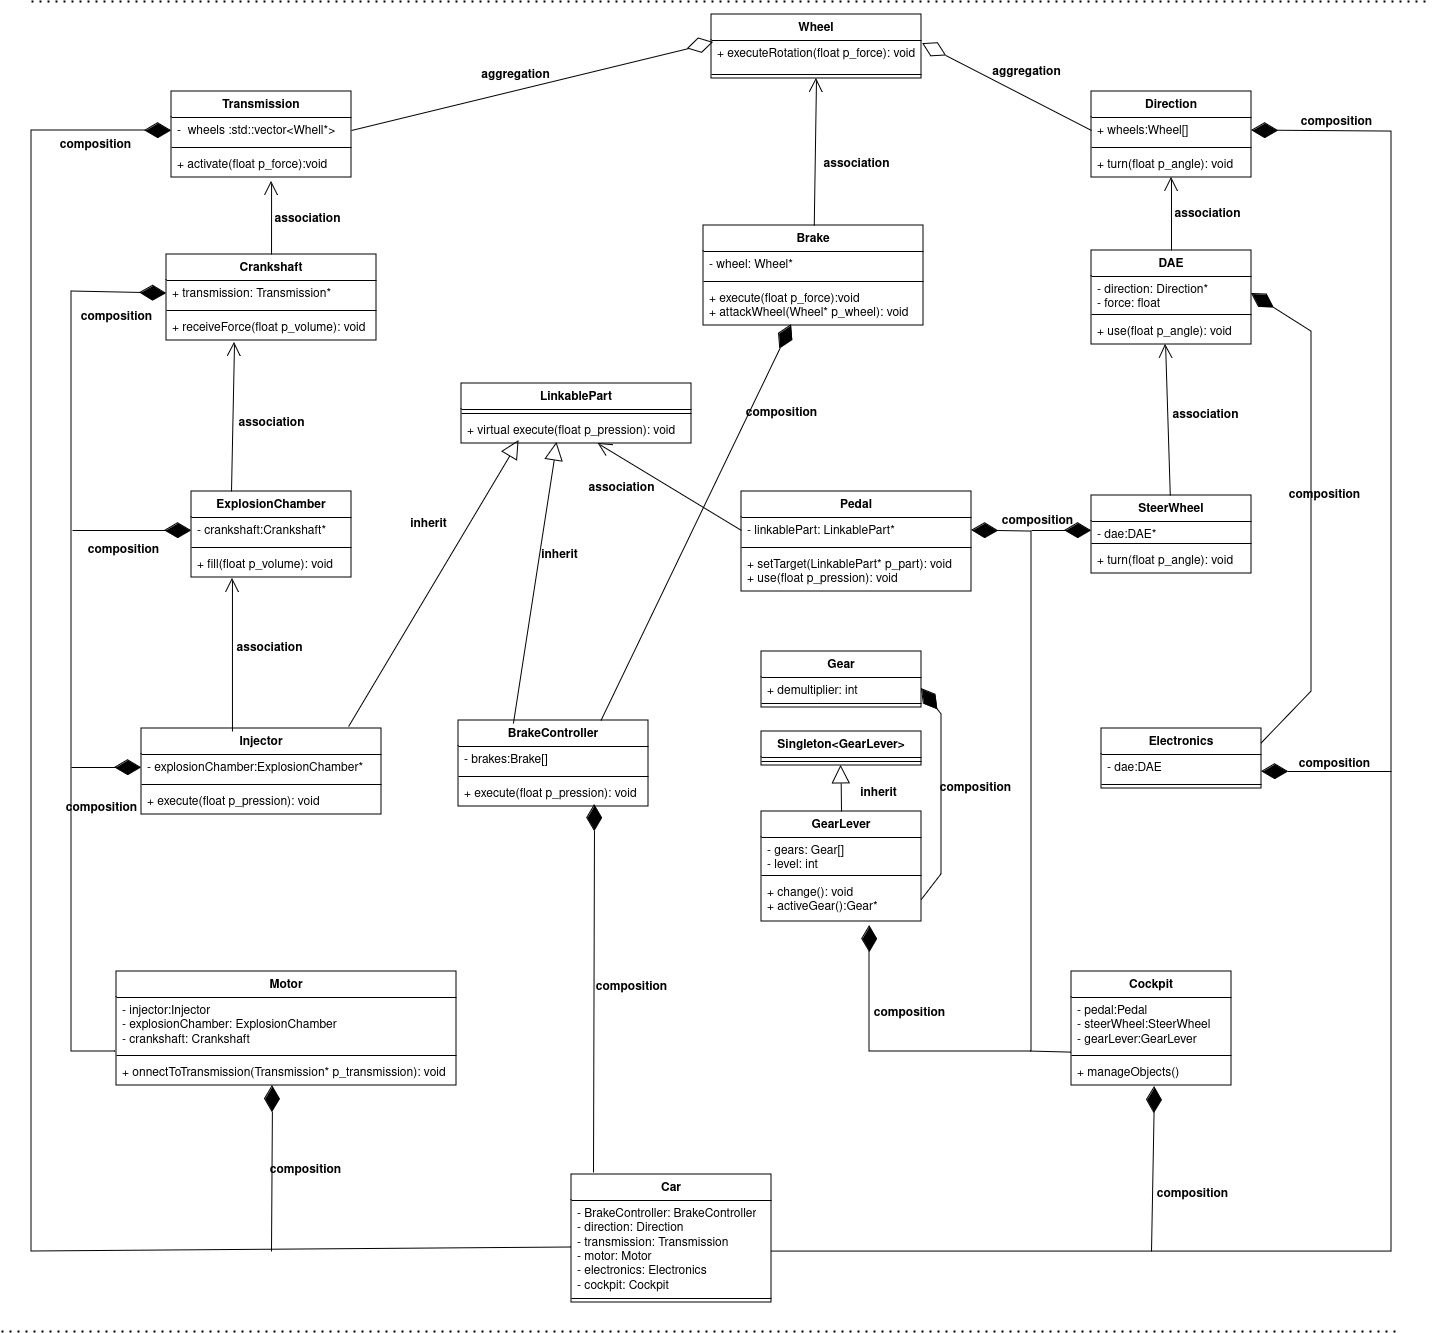 Wheel
+ executeRotation(float p_force): void
aggregation
aggregation
Transmission
- wheels :std::vector<Whell*>
+ activate(float p_force):void
composition
Direction
+ wheels:Wheel[]
+ turn(float p_angle): void
composition
association
association
association
Brake
- wheel: Wheel*
+ execute(float p_force):void
+ attackWheel(Wheel* p_wheel): void
Crankshaft
+ transmission: Transmission*
+ receiveForce(float p_volume): void
composition
DAE
- direction: Direction*
- force: float
+ use(float p_angle): void
LinkablePart
+ virtual execute(float p_pression): void
association
composition
association
association
composition
inherit
inherit
ExplosionChamber
- crankshaft:Crankshaft*
+ fill(float p_volume): void
composition
Pedal
- linkablePart: LinkablePart*
+ setTarget(LinkablePart* p_part): void
+ use(float p_pression): void
composition
SteerWheel
- dae:DAE*
+ turn(float p_angle): void
association
Gear
+ demultiplier: int
Singleton<GearLever>
inherit
composition
Injector
- explosionChamber:ExplosionChamber*
+ execute(float p_pression): void
composition
BrakeController
- brakes:Brake[]
+ execute(float p_pression): void
Electronics
- dae:DAE
composition
GearLever
- gears: Gear[]
- level: int
+ change(): void
+ activeGear():Gear*
composition
composition
Motor
- injector:Injector
- explosionChamber: ExplosionChamber
- crankshaft: Crankshaft
+ onnectToTransmission(Transmission* p_transmission): void
Cockpit
- pedal:Pedal
- steerWheel:SteerWheel
- gearLever:GearLever
+ manageObjects()
composition
composition
Car
- BrakeController: BrakeController
- direction: Direction
- transmission: Transmission
- motor: Motor
- electronics: Electronics
- cockpit: Cockpit